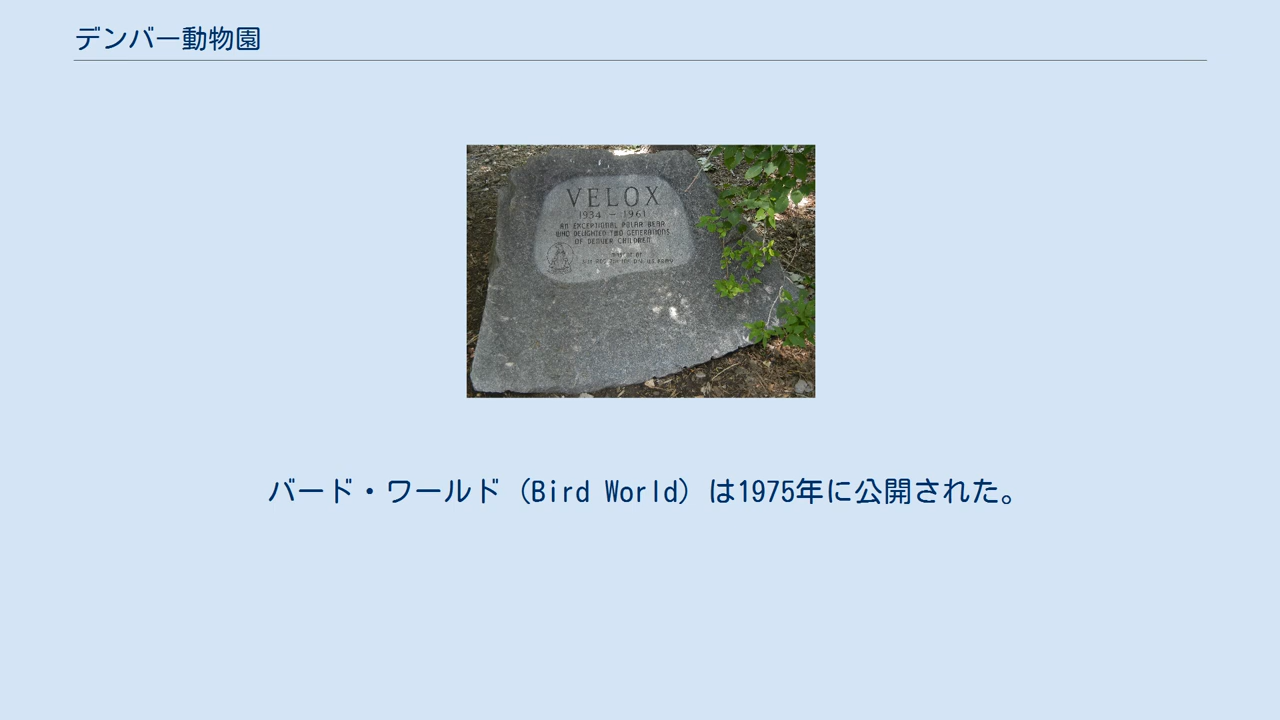 デンバー動物園
VELOX
1934 - 1961
AN EXCEPTIONAL POLAR BEAR
WHO DELIGHTED TWO GENERATIONS
OF DENVER CHILDREN
バード・ワールド（Bird World）は1975年に公開された。